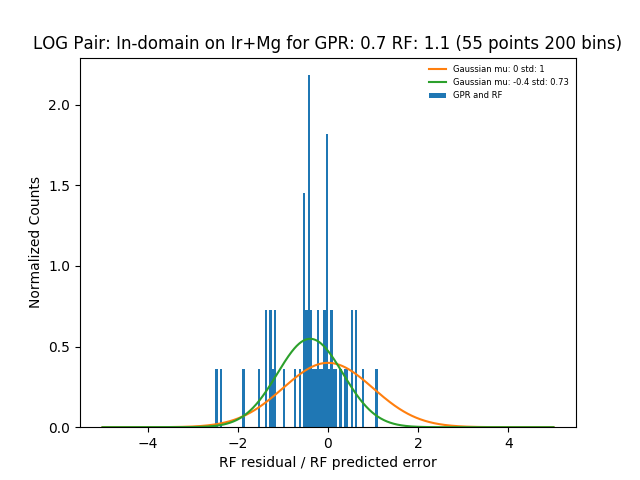 LOG Pair: In-domain on Ir+Mg for GPR: 0.7 RF: 1.1 (55 points 200 bins)
Gaussian mu: 0 std: 1
Gaussian mu: -0.4 std: 0.73
GPR and RF
Normalized Counts
2.0
1.5
1.0
0.5
0.0
−4 −2 0 2 4
RF residual / RF predicted error